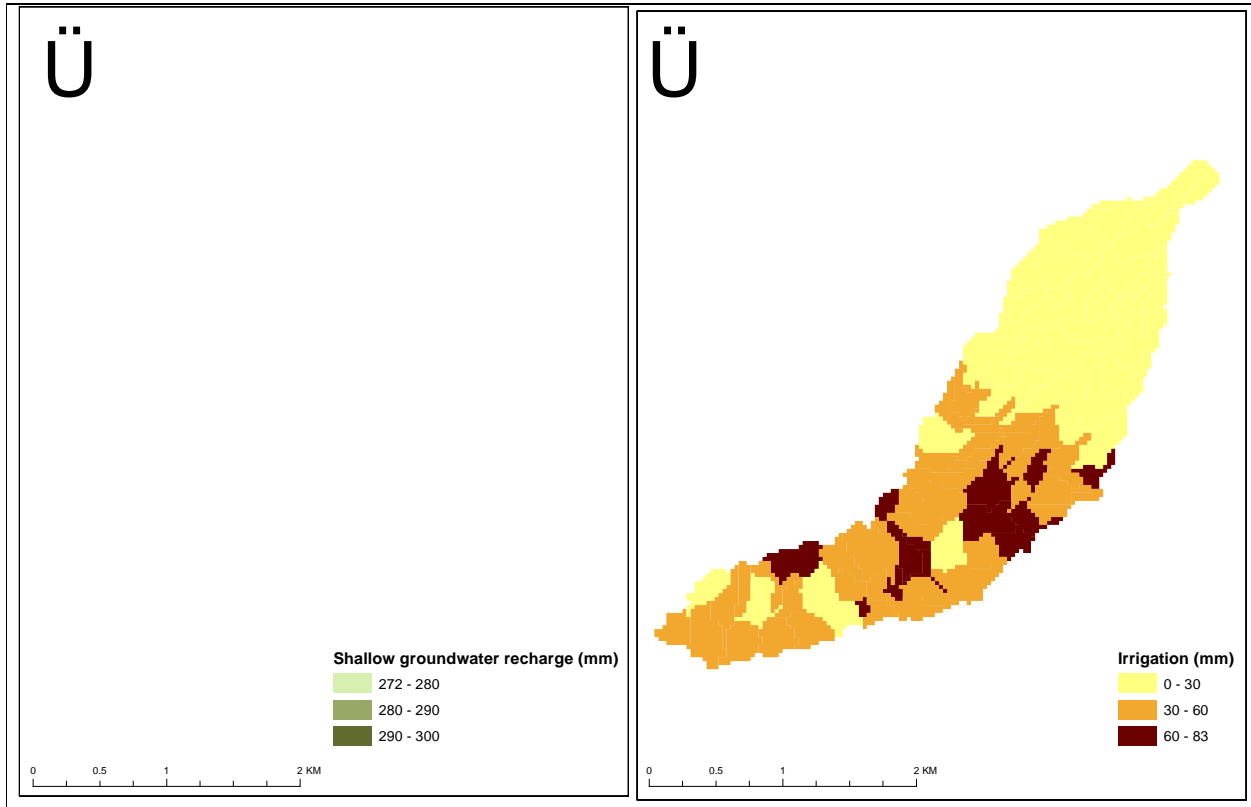 Ü
Shallow groundwater recharge (mm)
272 - 280
280 - 290
290 - 300
0 0.5 1 2 KM
Ü
Irrigation (mm)
0 - 30
30 - 60
60 - 83
0 0.5 1 2 KM